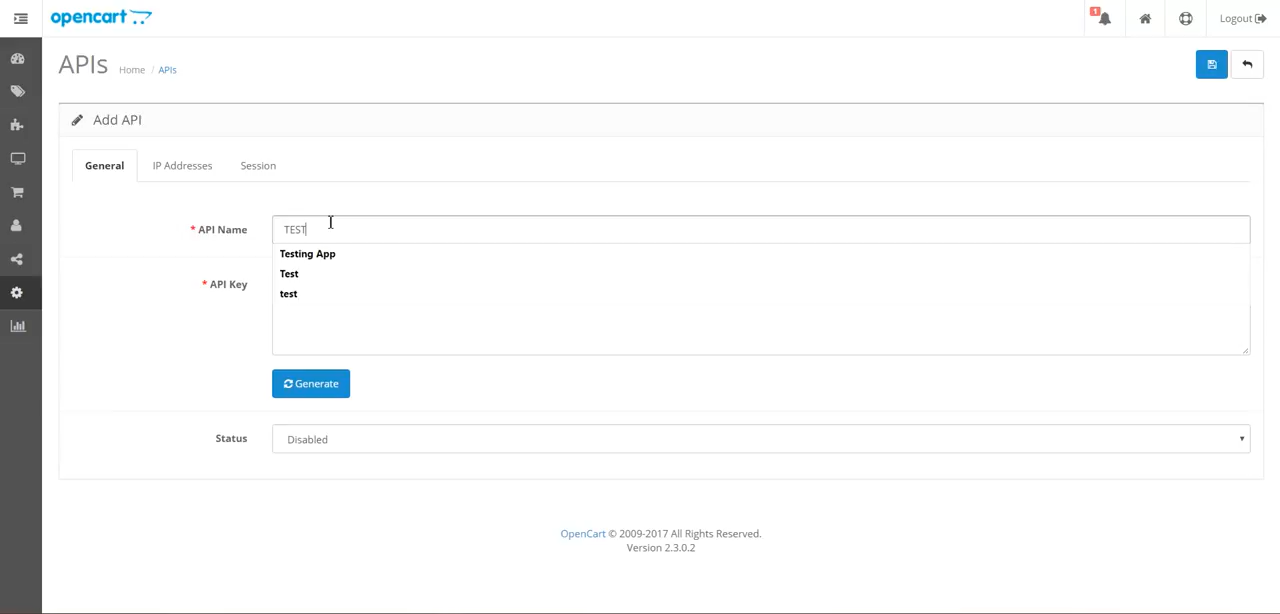 opencart
1
Logout
APIs
Home / APIs
Add API
General
IP Addresses
Session
* API Name
TEST
Testing App
Test
test
* API Key
Generate
Status
Disabled
OpenCart © 2009-2017 All Rights Reserved.
Version 2.3.0.2